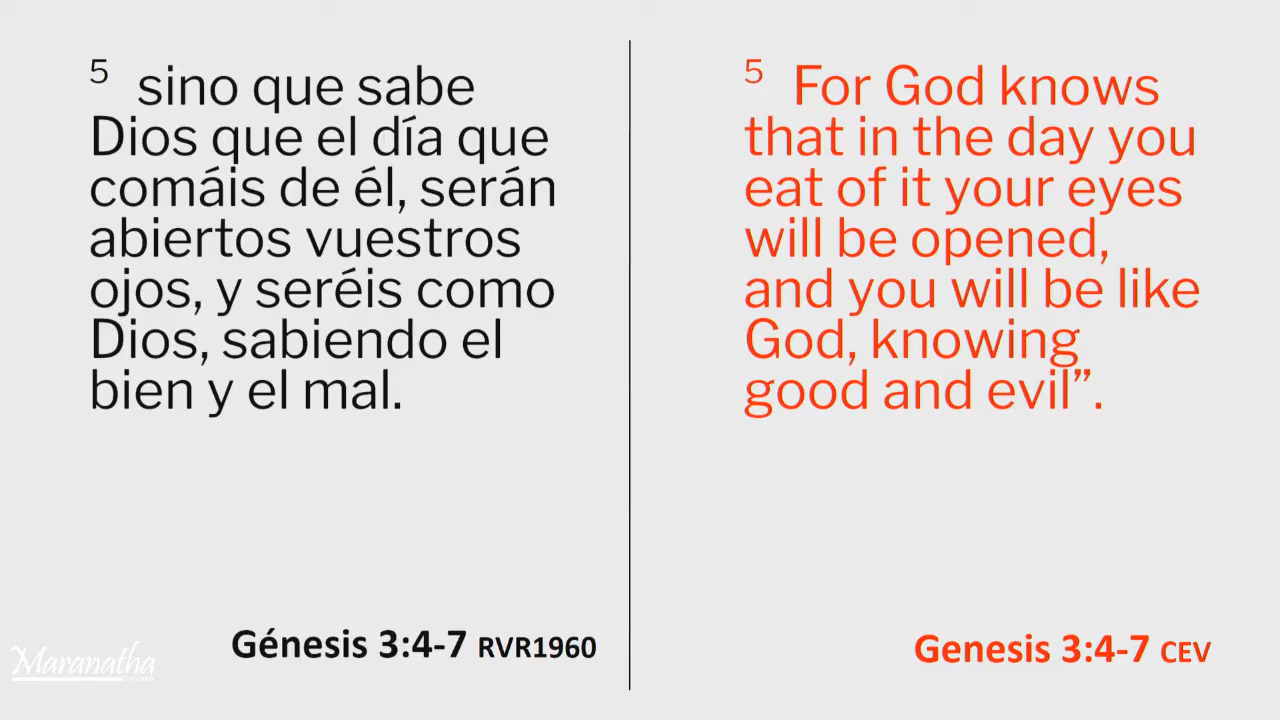 5 sino que sabe
Dios que el día que
comáis de él, serán
abiertos vuestros
ojos, y seréis como
Dios, sabiendo el
bien y el mal.
Génesis 3:4-7 RVR1960
5 For God knows
that in the day you
eat of it your eyes
will be opened,
and you will be like
God, knowing
good and evil”.
Genesis 3:4-7 CEV
Maranatha